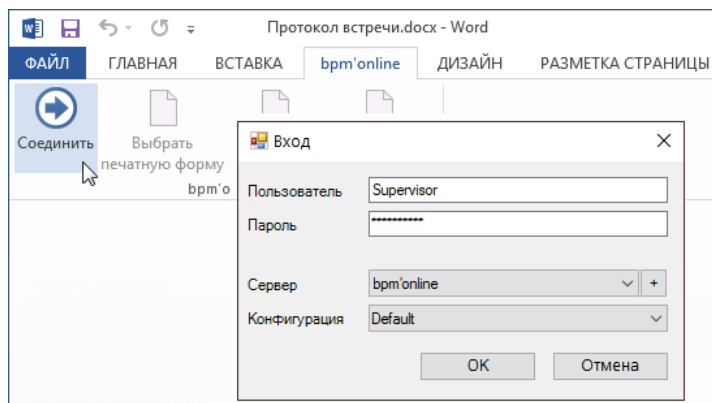 Протокол встречи.docx - Word
ФАЙЛ ГЛАВНАЯ ВСТАВКА bpm'online ДИЗАЙН РАЗМЕТКА СТРАНИЦЫ
Соединить
Выбрать
печатную форму
bpm'o
Вход
Пользователь Supervisor
Пароль **********
Сервер bpm'online +
Конфигурация Default
OK Отмена